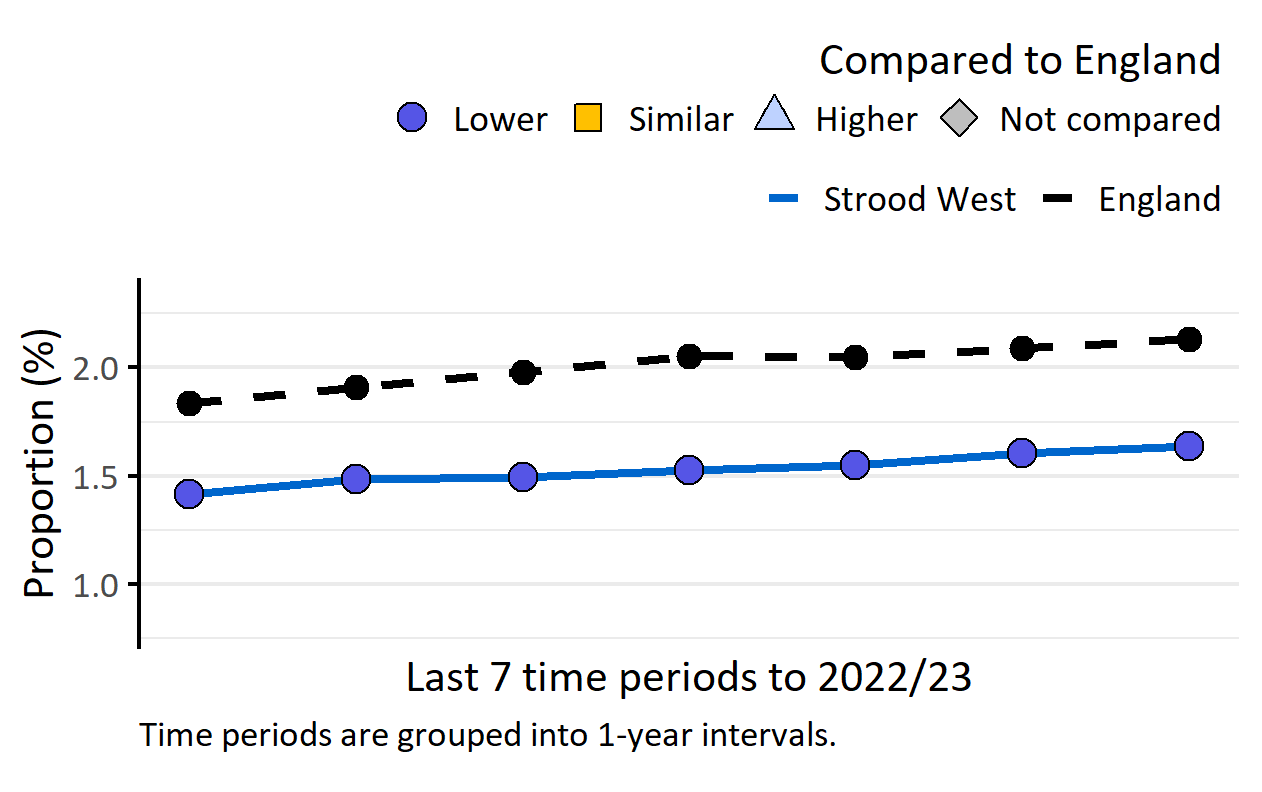 Compared to England
Lower Similar Higher Not compared
Strood West England
Proportion (%)
2.0
1.5
1.0
Last 7 time periods to 2022/23
Time periods are grouped into 1-year intervals.